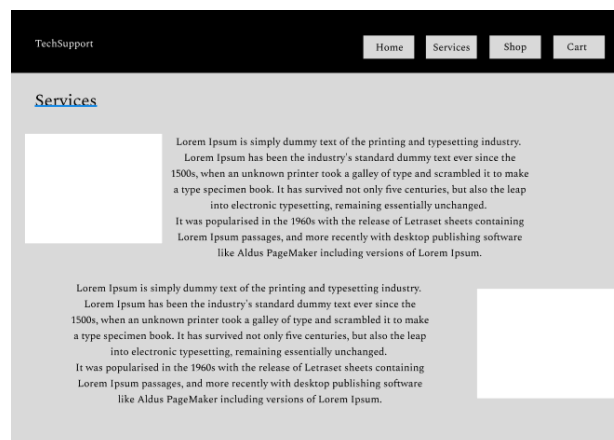 TechSupport
Home
Services
Shop
Cart
Services
Lorem Ipsum is simply dummy text of the printing and typesetting industry.
Lorem Ipsum has been the industry's standard dummy text ever since the
1500s, when an unknown printer took a galley of type and scrambled it to make
a type specimen book. It has survived not only five centuries, but also the leap
into electronic typesetting, remaining essentially unchanged.
It was popularised in the 1960s with the release of Letraset sheets containing
Lorem Ipsum passages, and more recently with desktop publishing software
like Aldus PageMaker including versions of Lorem Ipsum.
Lorem Ipsum is simply dummy text of the printing and typesetting industry.
Lorem Ipsum has been the industry's standard dummy text ever since the
1500s, when an unknown printer took a galley of type and scrambled it to make
a type specimen book. It has survived not only five centuries, but also the leap
into electronic typesetting, remaining essentially unchanged.
It was popularised in the 1960s with the release of Letraset sheets containing
Lorem Ipsum passages, and more recently with desktop publishing software
like Aldus PageMaker including versions of Lorem Ipsum.